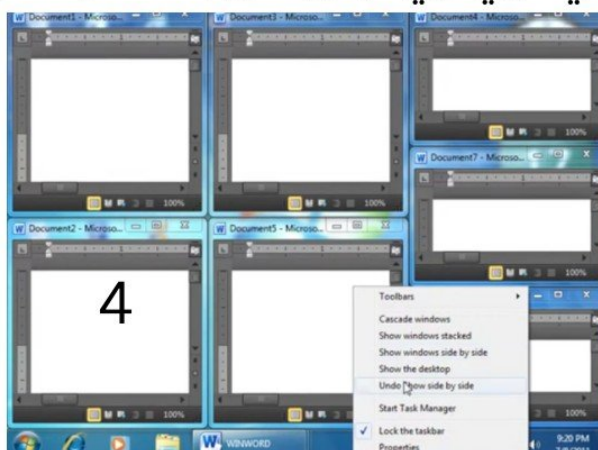 Document1 - Microso...
Document3 - Microso...
Document4 - Microso...
100%
Document7 - Microso...
100%
100%
100%
Document2 - Microso...
Document5 - Microso...
4
Toolbars
Cascade windows
Show windows stacked
Show windows side by side
Show the desktop
Undo Show side by side
Start Task Manager
Lock the taskbar
Properties
100%
100%
WINWORD
9:20 PM